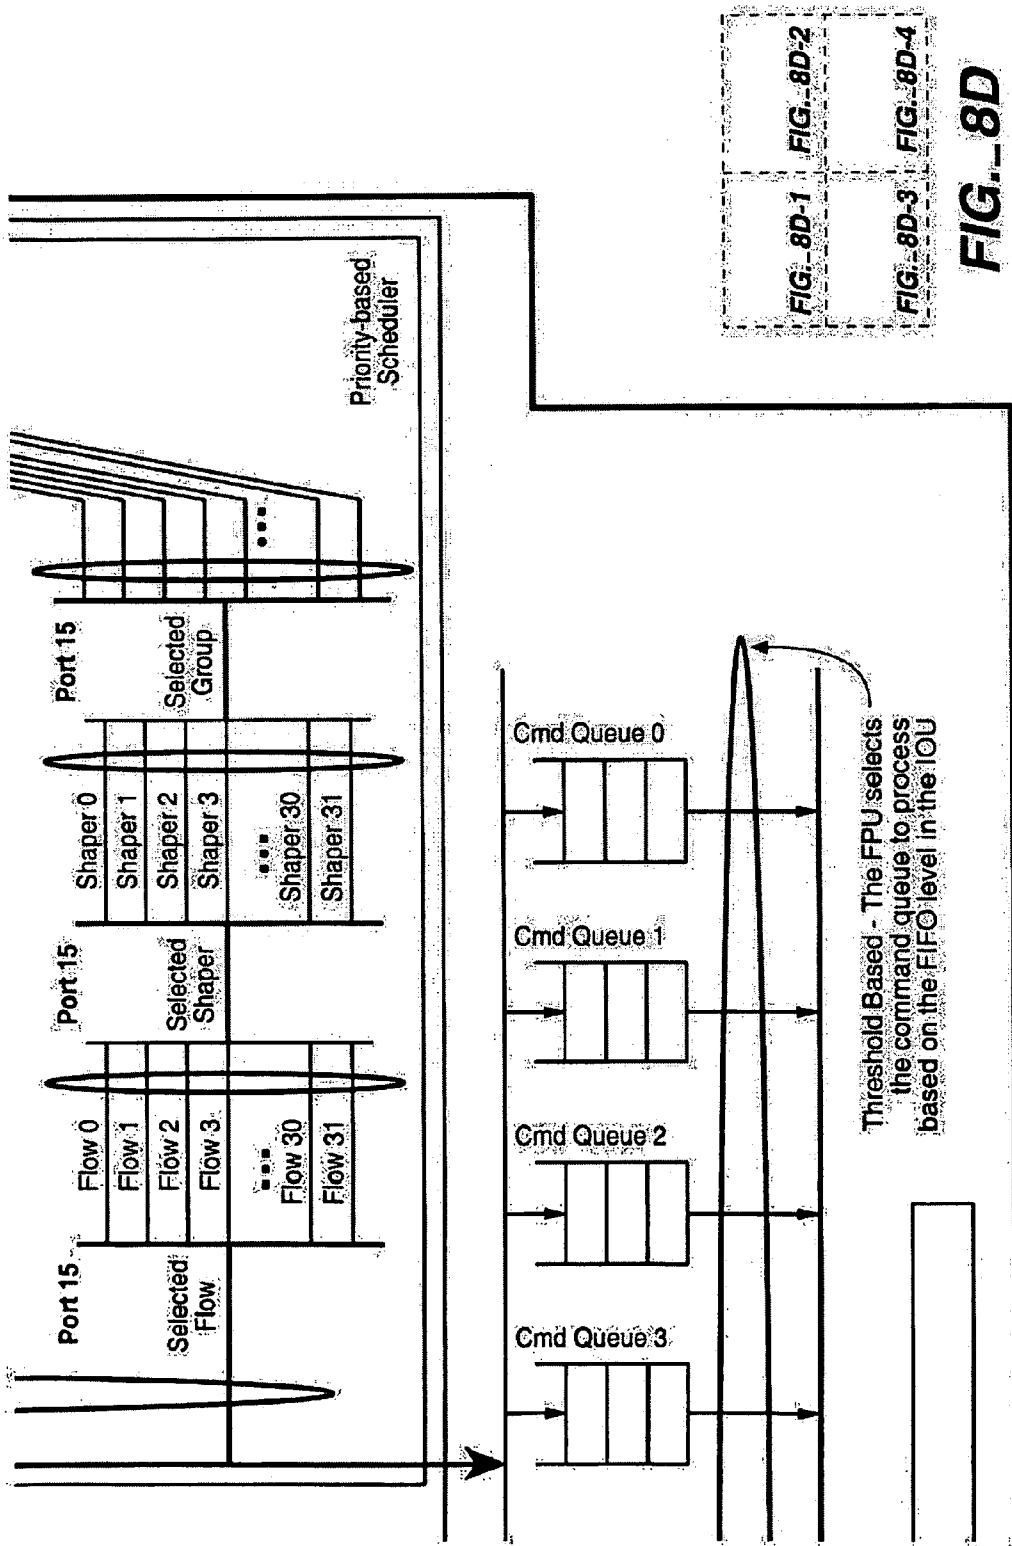 Port 15
Selected
Flow
Flow 0
Flow 1
Flow 2
Flow 3
Flow 30
Flow 31
Port 15
Selected
Shaper
Shaper 0
Shaper 1
Shaper 2
Shaper 3
Shaper 30
Shaper 31
Port 15
Selected
Group
Priority-based
Scheduler
Cmd Queue 0
Cmd Queue 1
Cmd Queue 2
Cmd Queue 3
Threshold Based - The FPU selects
the command queue to process
based on the FIFO level in the IOU
FIG._8D-1
FIG._8D-2
FIG._8D-3
FIG._8D-4
FIG._8D